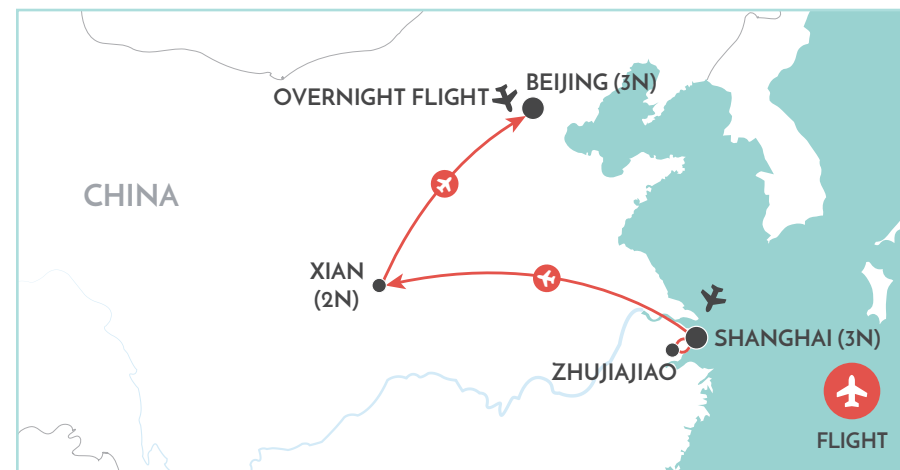 OVERNIGHT FLIGHT
BEIJING (3N)
CHINA
XIAN
(2N)
SHANGHAI (3N)
ZHUJIAJIAO
FLIGHT